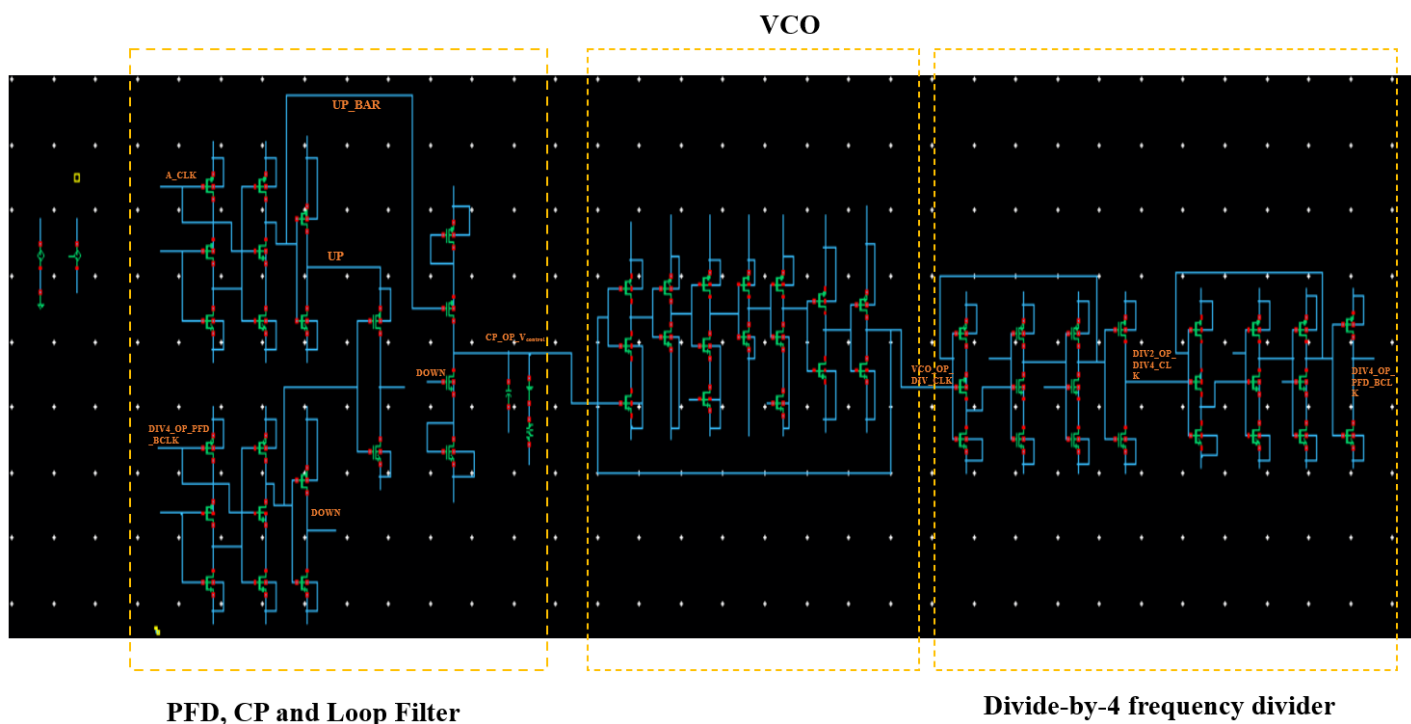 VCO
UP_BAR
A_CLK
UP
CP_OP_Vcontrol
DOWN
DIV4_OP_PFD
_BCLK
DOWN
VCO_OP_
DIV_CLK
DIV2_OP_
DIV4_CL
K
DIV4_OP_
PFD_BCL
K
PFD, CP and Loop Filter
Divide-by-4 frequency divider